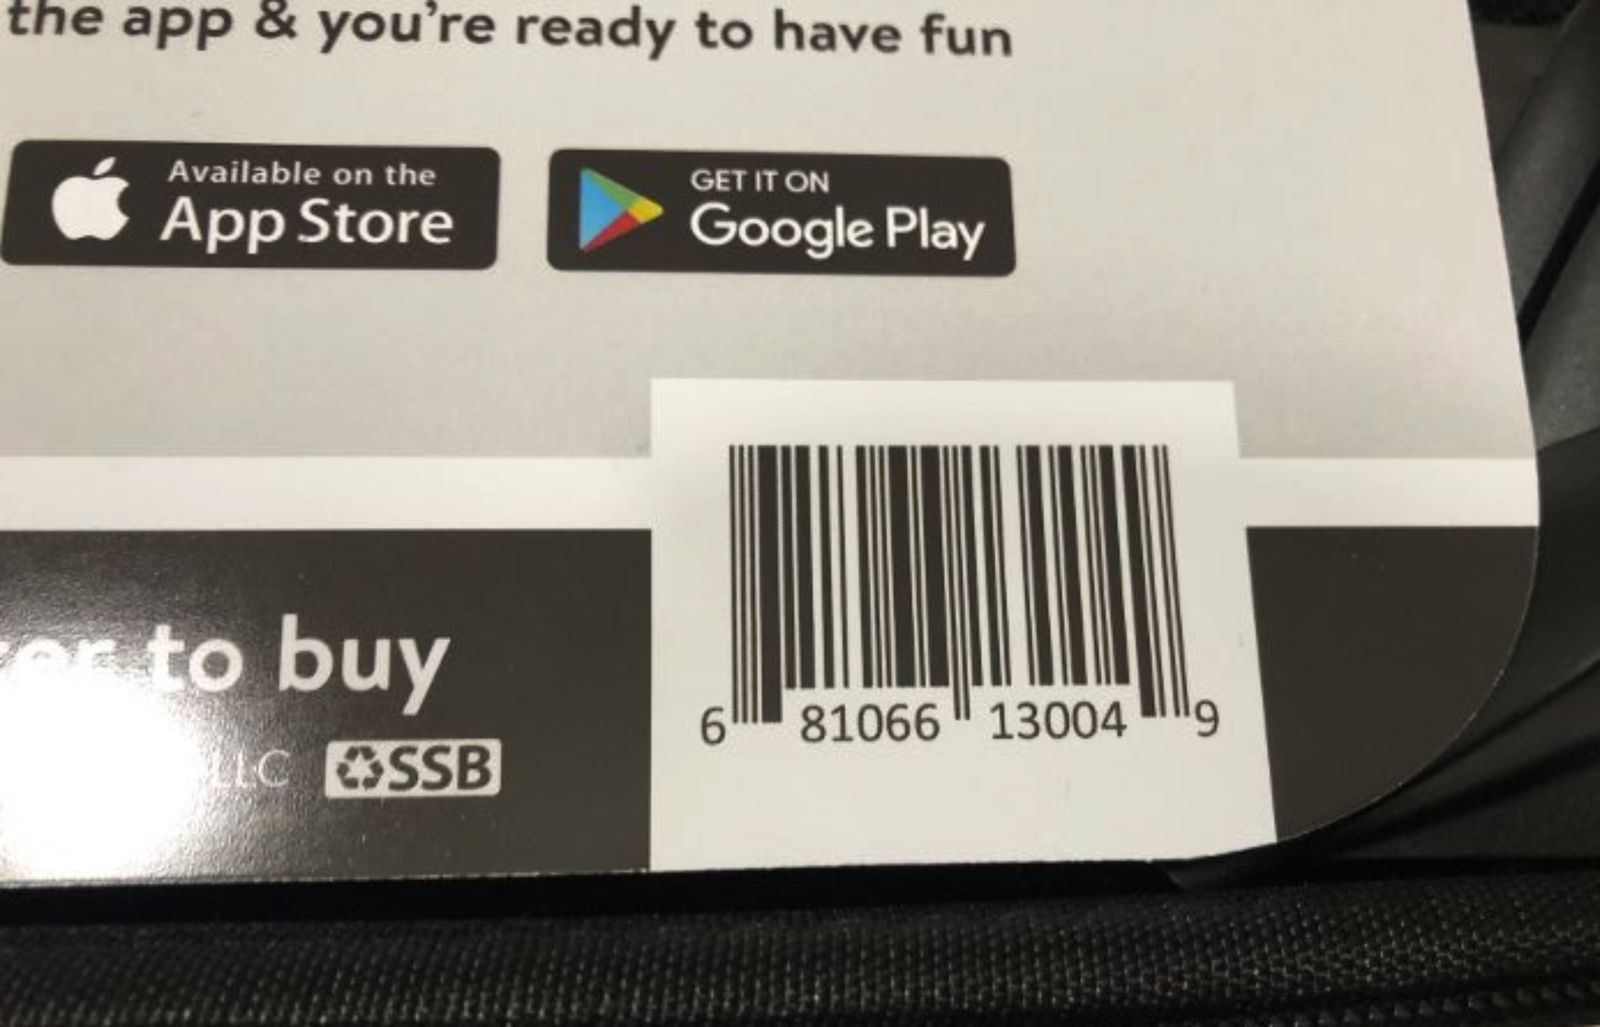 the app & you're ready to have fun
Available on the
App Store
GET IT ON
Google Play
to buy
LLC
SSB
6 81066 13004 9